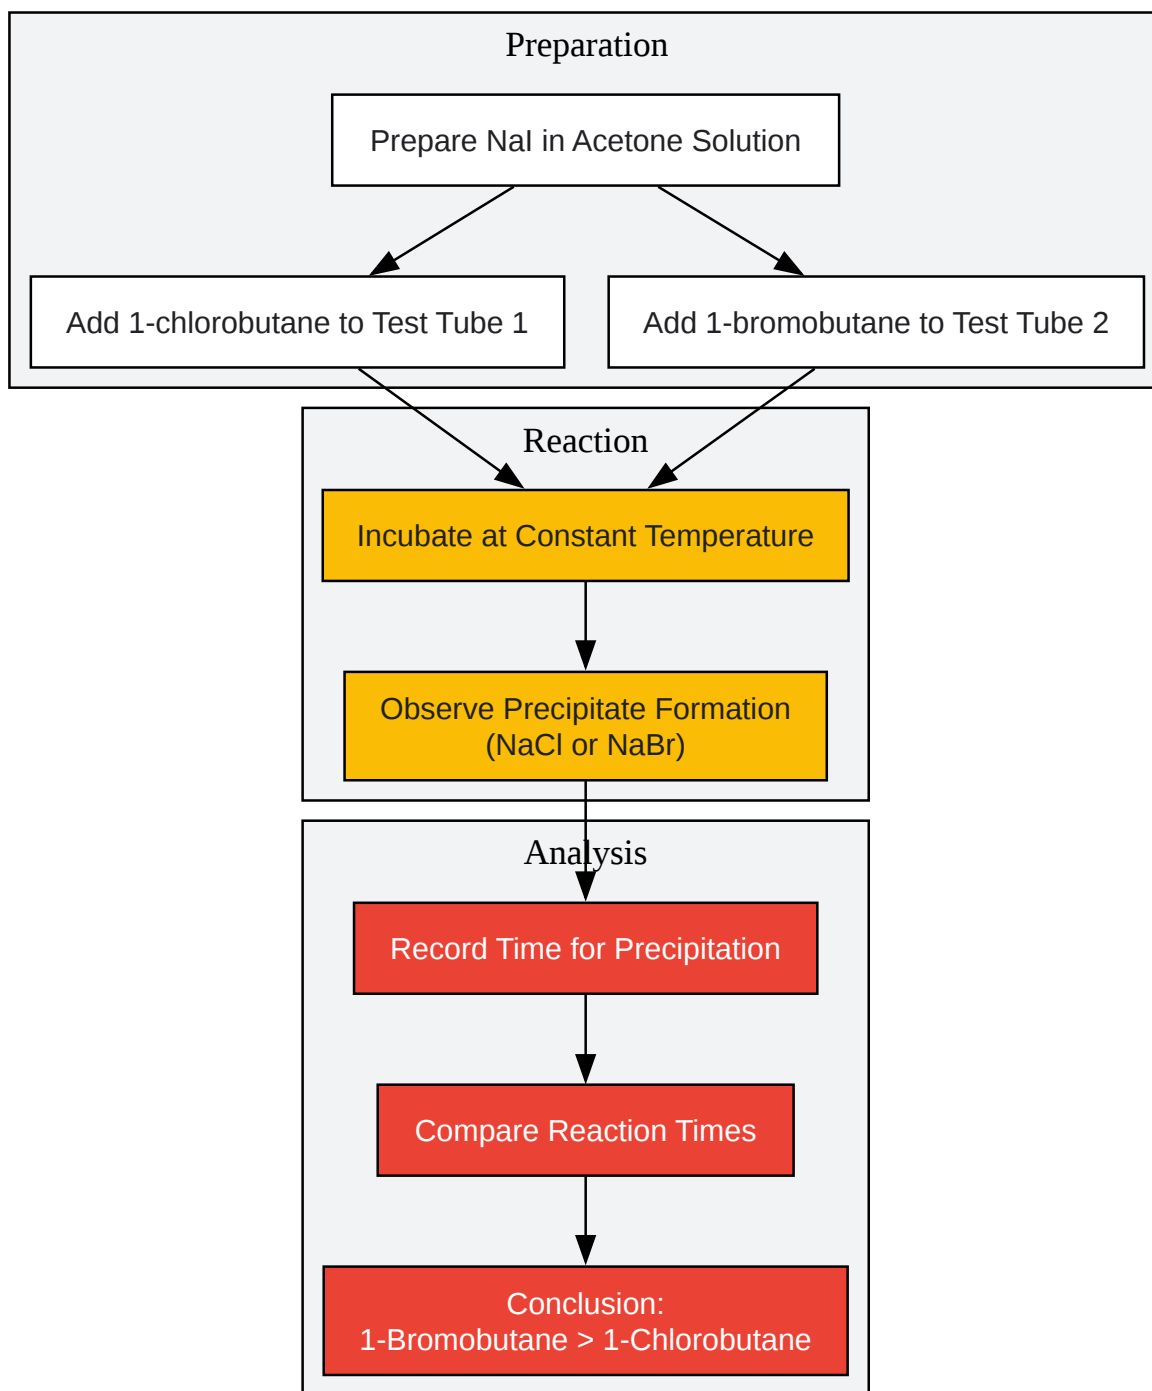 Preparation
Prepare NaI in Acetone Solution
Add 1-chlorobutane to Test Tube 1
Add 1-bromobutane to Test Tube 2
Reaction
Incubate at Constant Temperature
Observe Precipitate Formation
(NaCl or NaBr)
Analysis
Record Time for Precipitation
Compare Reaction Times
Conclusion:
1-Bromobutane > 1-Chlorobutane